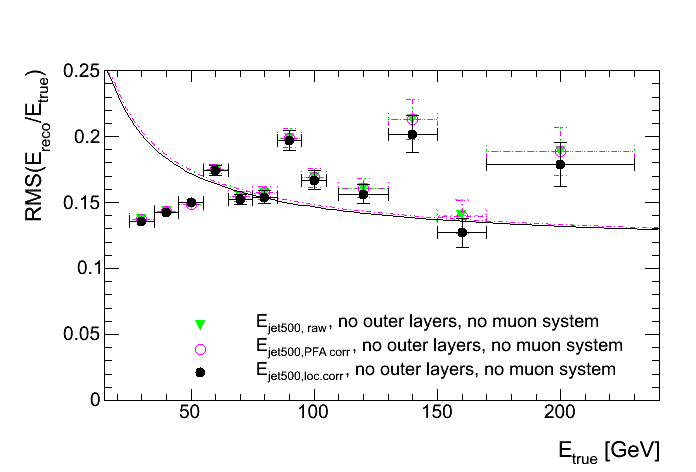 RMS(E_reco/E_true)
0.25
0.2
0.15
0.1
0.05
0
E_jet500, raw, no outer layers, no muon system
E_jet500,PFA corr, no outer layers, no muon system
E_jet500,loc.corr, no outer layers, no muon system
50 100 150 200
E_true [GeV]